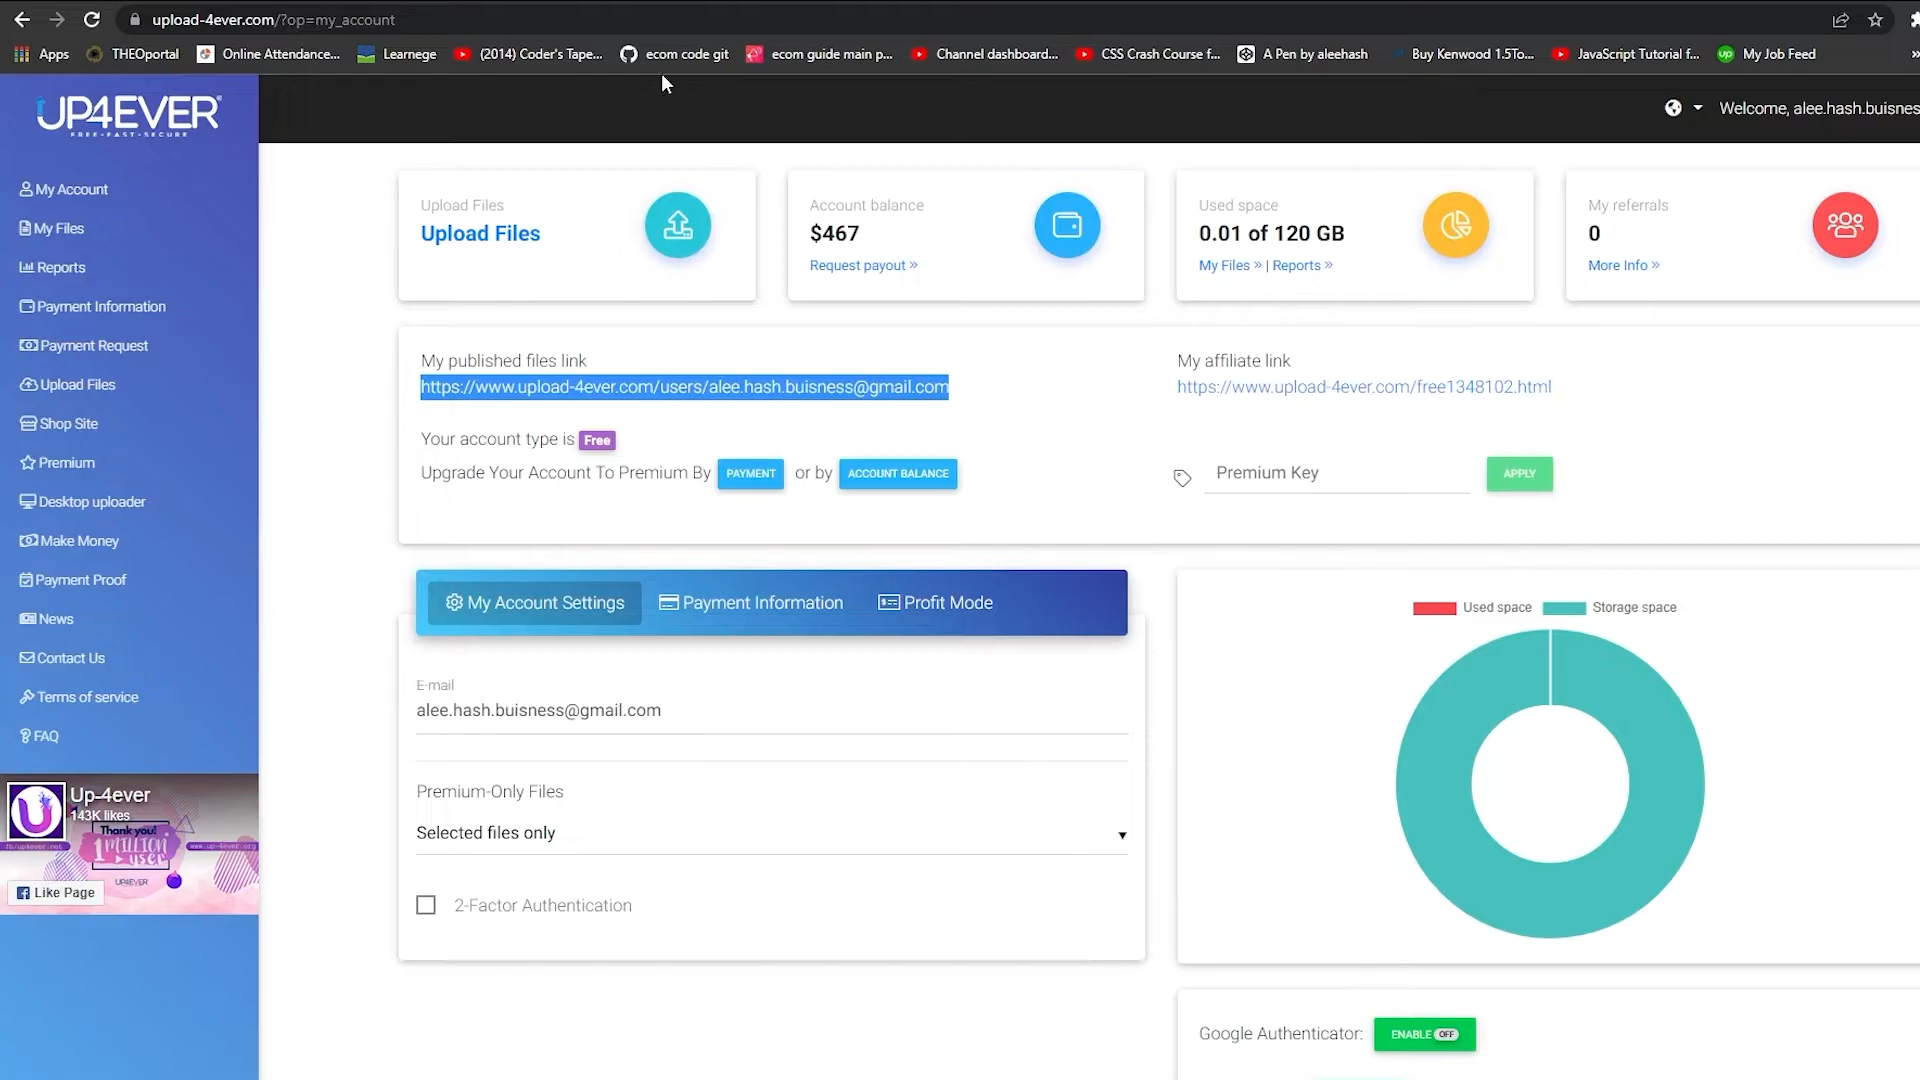 upload-4ever.com/?op=my_account
Apps THEOportal Online Attendance... Learnege (2014) Coder's Tape... ecom code git ecom guide main p... Channel dashboard... CSS Crash Course f... A Pen by aleehash Buy Kenwood 1.5To... JavaScript Tutorial f... up My Job Feed »
UP4EVER
FREE•FAST•SECURE
Welcome, alee.hash.buisnes
My Account
My Files
Reports
Payment Information
Payment Request
Upload Files
Shop Site
Premium
Desktop uploader
Make Money
Payment Proof
News
Contact Us
Terms of service
FAQ
Up-4ever
143K likes
Thank you!
1 MILLION
USER
fb/up4ever.net
www.up-4ever.org
UP4EVER
Like Page
Upload Files
Upload Files
Account balance
$467
Request payout »
Used space
0.01 of 120 GB
My Files » | Reports »
My referrals
0
More Info »
My published files link
https://www.upload-4ever.com/users/alee.hash.buisness@gmail.com
My affiliate link
https://www.upload-4ever.com/free1348102.html
Your account type is Free
Upgrade Your Account To Premium By PAYMENT or by ACCOUNT BALANCE
Premium Key
APPLY
My Account Settings Payment Information Profit Mode
E-mail
alee.hash.buisness@gmail.com
Premium-Only Files
Selected files only
2-Factor Authentication
Used space Storage space
Google Authenticator: ENABLE OFF